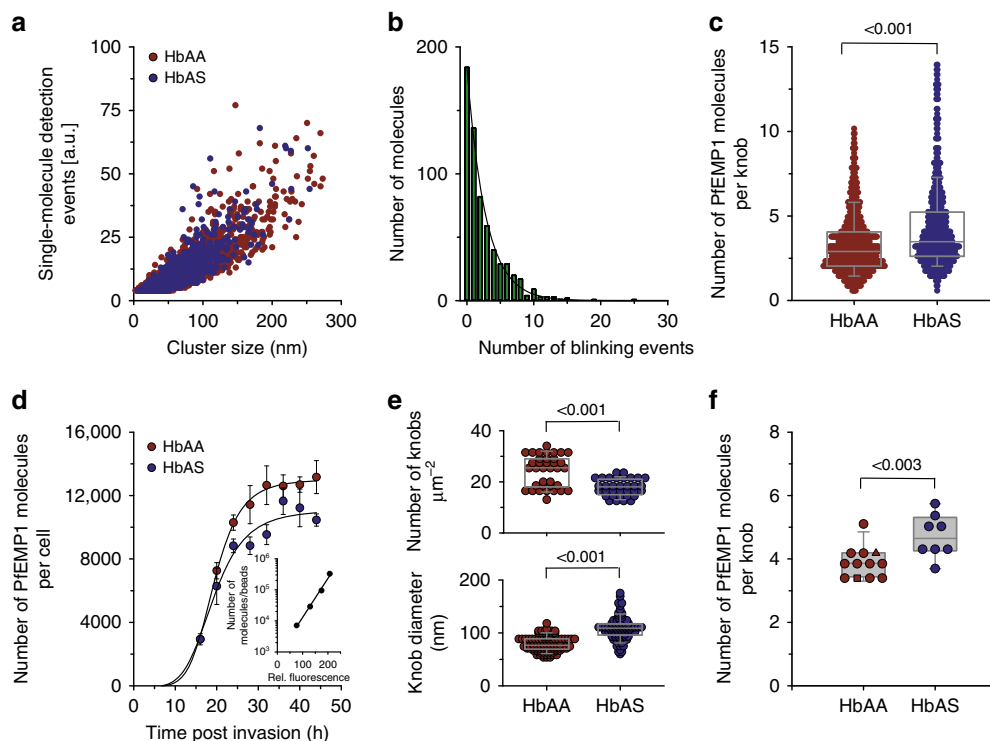 a
HbAA
HbAS
Single-molecule detection
events [a.u.]
100
75
50
25
0
0 100 200 300
Cluster size (nm)
b
Number of molecules
200
100
0
0 10 20 30
Number of blinking events
c
<0.001
Number of PfEMP1 molecules
per knob
15
10
5
0
HbAA HbAS
d
HbAA
HbAS
Number of PfEMP1 molecules
per cell
16,000
12,000
9000
6000
4000
0
0 10 20 30 40 50
Time post invasion (h)
Number of
molecules/beads
10⁶
10⁵
10⁴
10³
0 100 200
Rel. fluorescence
e
<0.001
Number of knobs
μm⁻²
40
20
0
<0.001
Knob diameter
(nm)
200
100
0
HbAA HbAS
f
<0.003
Number of PfEMP1 molecules
per knob
8
6
4
2
0
HbAA HbAS